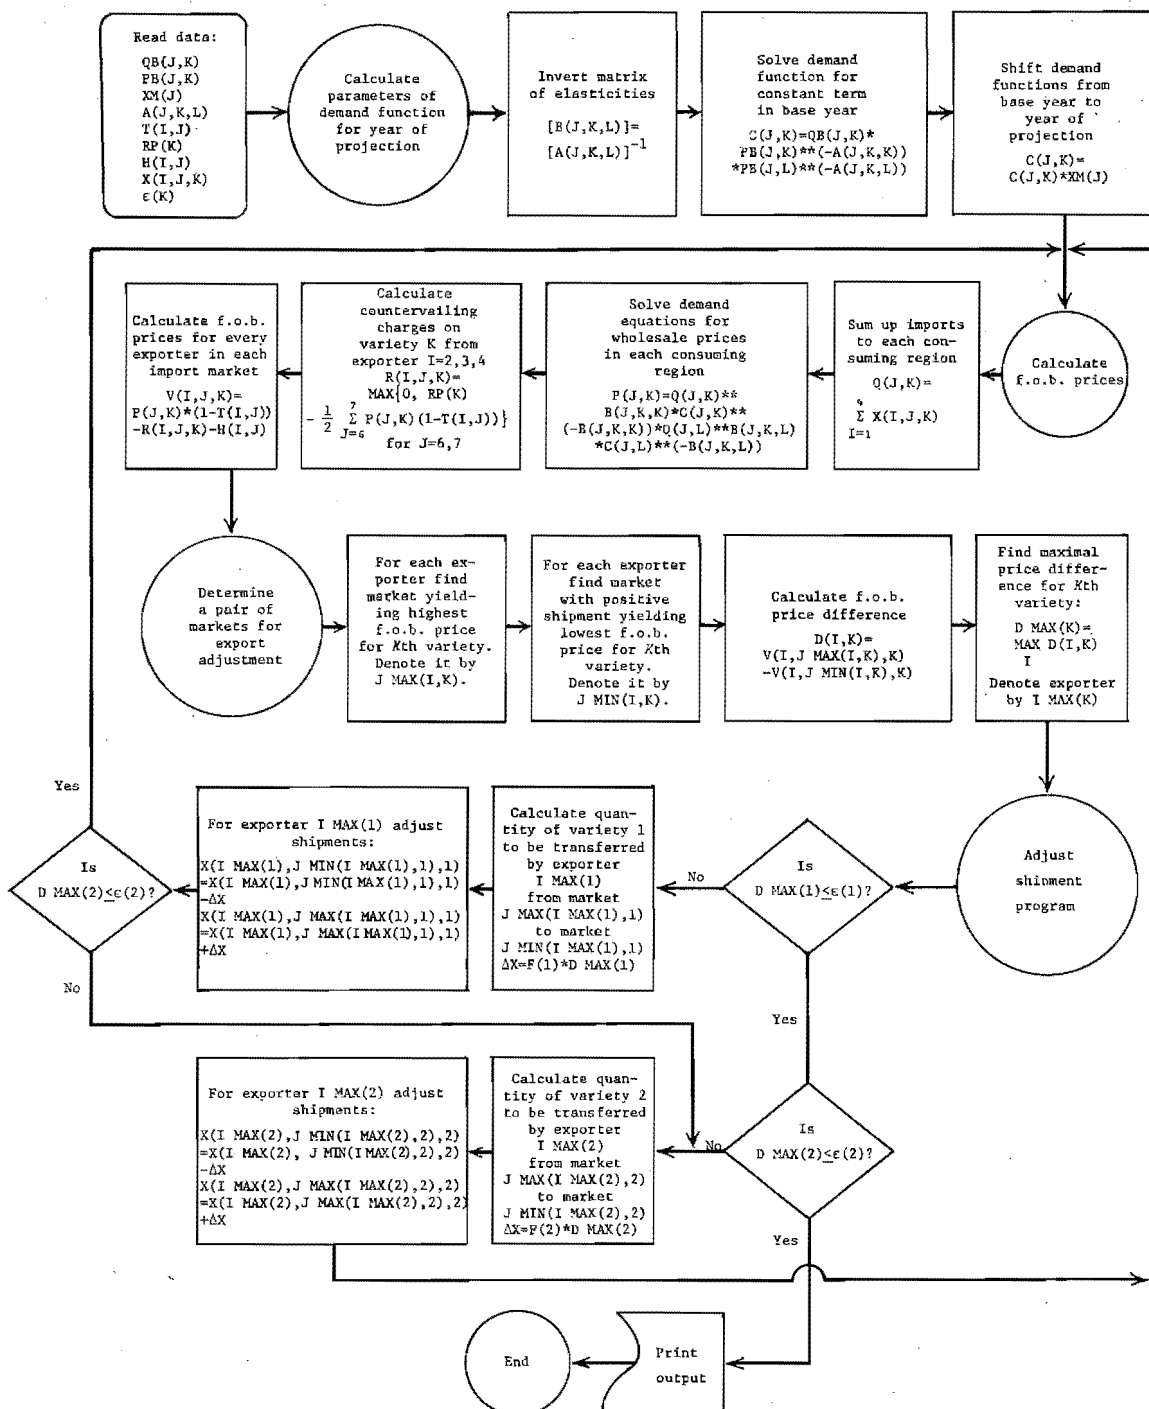 Read data:
QB(J,K)
PB(J,K)
XM(J)
A(J,K,L)
T(I,J)
RP(K)
H(I,J)
X(I,J,K)
ε(K)
Calculate
parameters of
demand function
for year of
projection
Invert matrix
of elasticities
[B(J,K,L)]=
[A(J,K,L)]⁻¹
Solve demand
function for
constant term
in base year
C(J,K)=QB(J,K)*
PB(J,K)**(-A(J,K,K))
*PB(J,L)**(-A(J,K,L))
Shift demand
functions from
base year to
year of
projection
C(J,K)=
C(J,K)*XM(J)
Calculate f.o.b.
prices for every
exporter in each
import market
V(I,J,K)=
P(J,K)*(1-T(I,J))
-R(I,J,K)-H(I,J)
Calculate
countervailing
charges on
variety K from
exporter I=2,3,4
R(I,J,K)=
MAX{0, RP(K)
7
- 1/2 Σ P(J,K)(1-T(I,J))}
J=6
for J=6,7
Solve demand
equations for
wholesale prices
in each consuming
region
P(J,K)=Q(J,K)**
B(J,K,K)*C(J,K)**
(-B(J,K,K))*Q(J,L)**B(J,K,L)
*C(J,L)**(-B(J,K,L))
Sum up imports
to each con-
suming region
Q(J,K)=
4
Σ X(I,J,K)
I=1
Calculate
f.o.b. prices
Determine
a pair of
markets for
export
adjustment
For each ex-
porter find
market yield-
ing highest
f.o.b. price
for Kth variety.
Denote it by
J MAX(I,K).
For each exporter
find market
with positive
shipment yielding
lowest f.o.b.
price for Kth
variety.
Denote it by
J MIN(I,K).
Calculate f.o.b.
price difference
D(I,K)=
V(I,J MAX(I,K),K)
-V(I,J MIN(I,K),K)
Find maximal
price differ-
ence for Kth
variety:
D MAX(K)=
MAX D(I,K)
I
Denote exporter
by I MAX(K)
Yes
Is
D MAX(2)≤ε(2)?
No
For exporter I MAX(1) adjust
shipments:
X(I MAX(1),J MIN(I MAX(1),1),1)
=X(I MAX(1),J MIN(I MAX(1),1),1)
-ΔX
X(I MAX(1),J MAX(I MAX(1),1),1)
=X(I MAX(1),J MAX(I MAX(1),1),1)
+ΔX
Calculate quan-
tity of variety 1
to be transferred
by exporter
I MAX(1)
from market
J MAX(I MAX(1),1)
to market
J MIN(I MAX(1),1)
ΔX=F(1)*D MAX(1)
No
Is
D MAX(1)≤ε(1)?
Yes
Adjust
shipment
program
For exporter I MAX(2) adjust
shipments:
X(I MAX(2),J MIN(I MAX(2),2),2)
=X(I MAX(2), J MIN(I MAX(2),2),2)
-ΔX
X(I MAX(2),J MAX(I MAX(2),2),2)
=X(I MAX(2),J MAX(I MAX(2),2),2)
+ΔX
Calculate quan-
tity of variety 2
to be transferred
by exporter
I MAX(2)
from market
J MAX(I MAX(2),2)
to market
J MIN(I MAX(2),2)
ΔX=F(2)*D MAX(2)
No
Is
D MAX(2)≤ε(2)?
Yes
End
Print
output